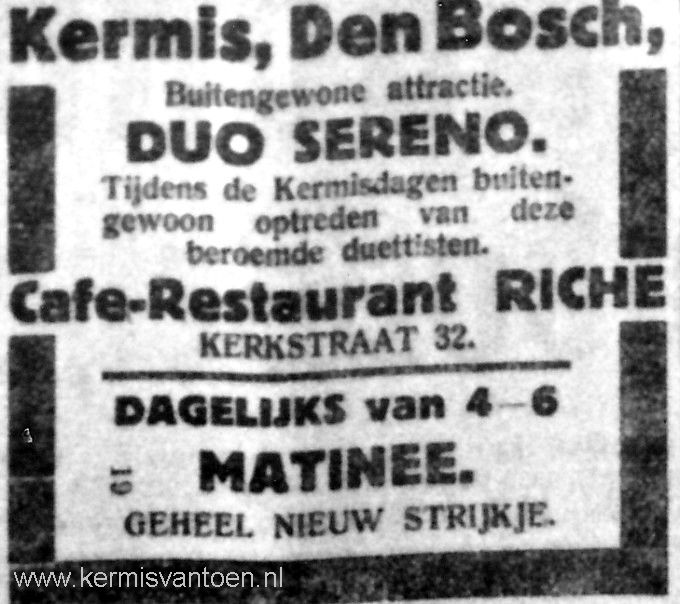 Kermis, Den Bosch,
Buitengewone attractie.
DUO SERENO.
Tijdens de Kermisdagen buiten-
gewoon optreden van deze
beroemde duettisten.
Cafe-Restaurant RICHE
KERKSTRAAT 32.
DAGELIJKS van 4—6
MATINEE.
19
GEHEEL NIEUW STRIJKJE.
www.kermisvantoen.nl